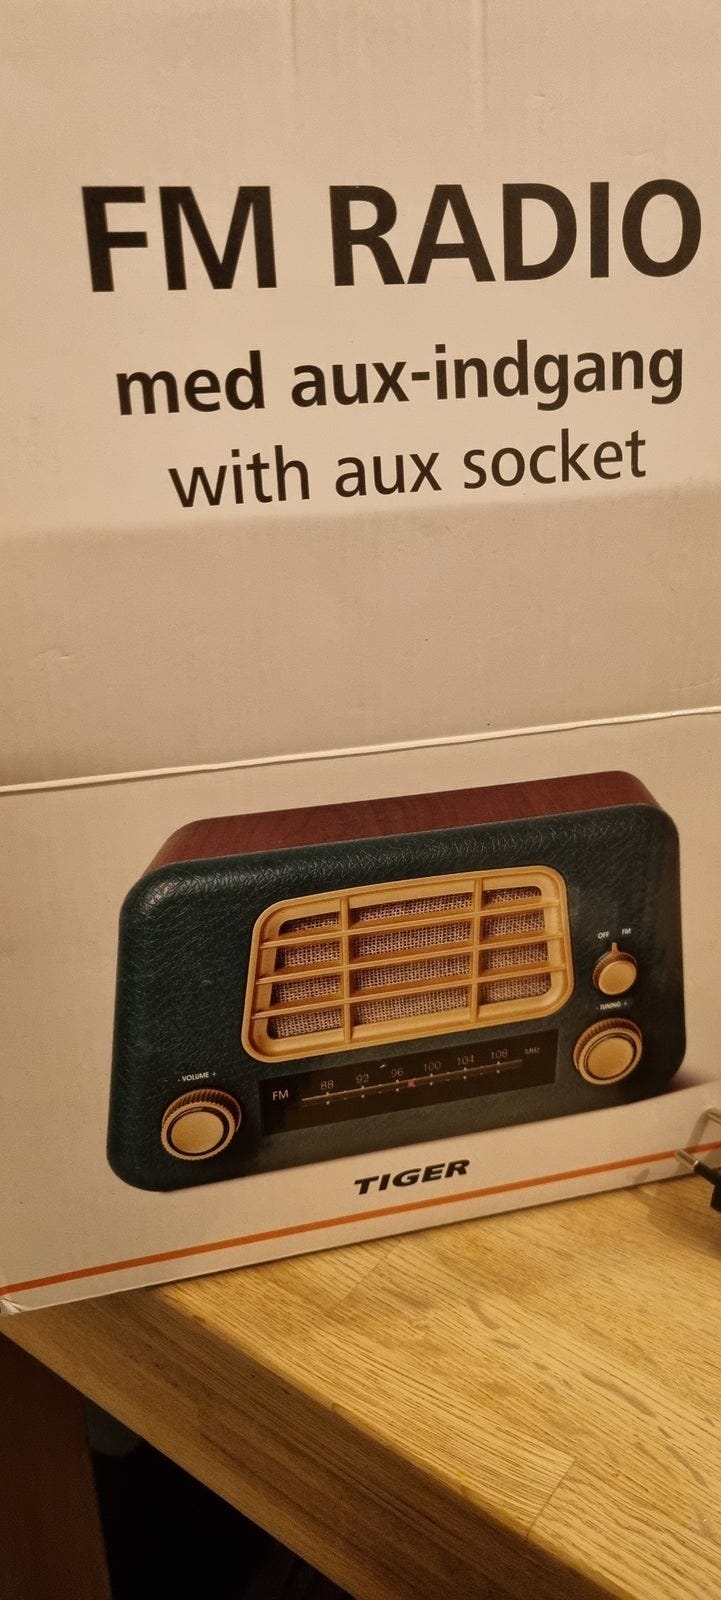 FM RADIO
med aux-indgang
with aux socket
OFF FM
- TUNING +
- VOLUME +
FM 88 92 96 100 104 108 MHz
TIGER